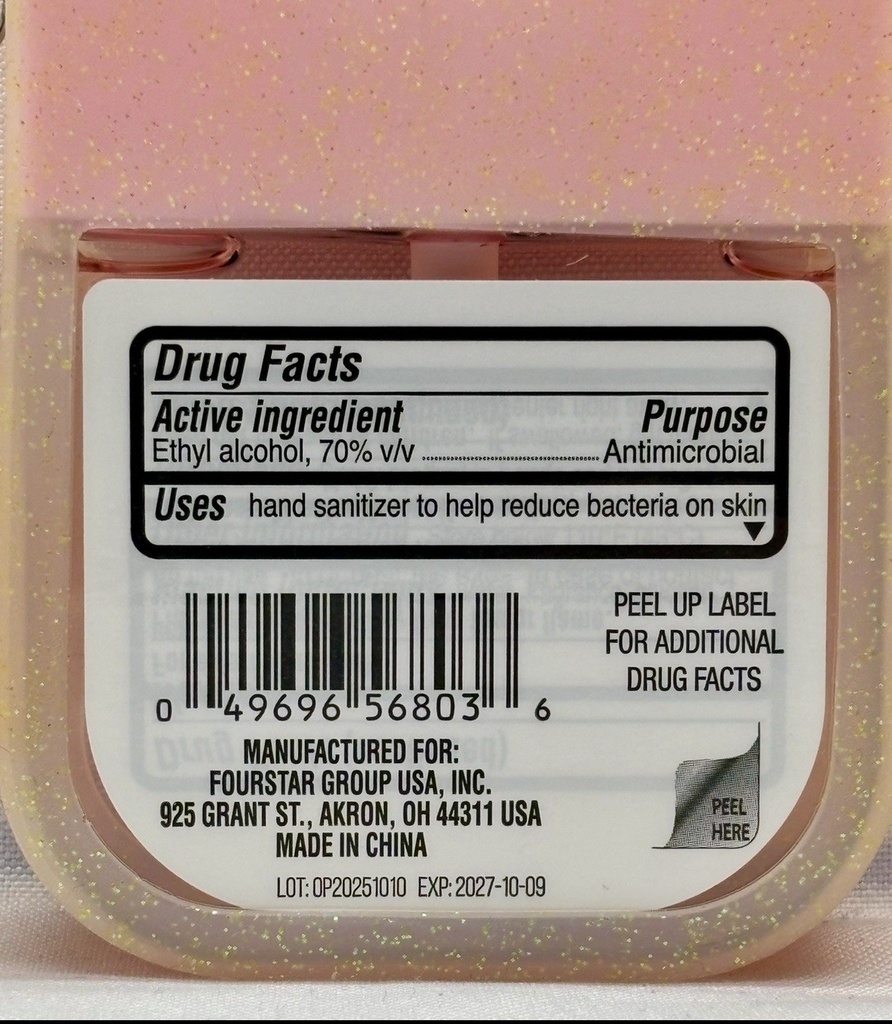 Drug Facts
Active ingredient Purpose
Ethyl alcohol, 70% v/v Antimicrobial
Uses hand sanitizer to help reduce bacteria on skin
PEEL UP LABEL
FOR ADDITIONAL
DRUG FACTS
0 49696 56803 6
MANUFACTURED FOR:
FOURSTAR GROUP USA, INC.
925 GRANT ST., AKRON, OH 44311 USA
MADE IN CHINA
PEEL
HERE
LOT: OP20251010 EXP: 2027-10-09